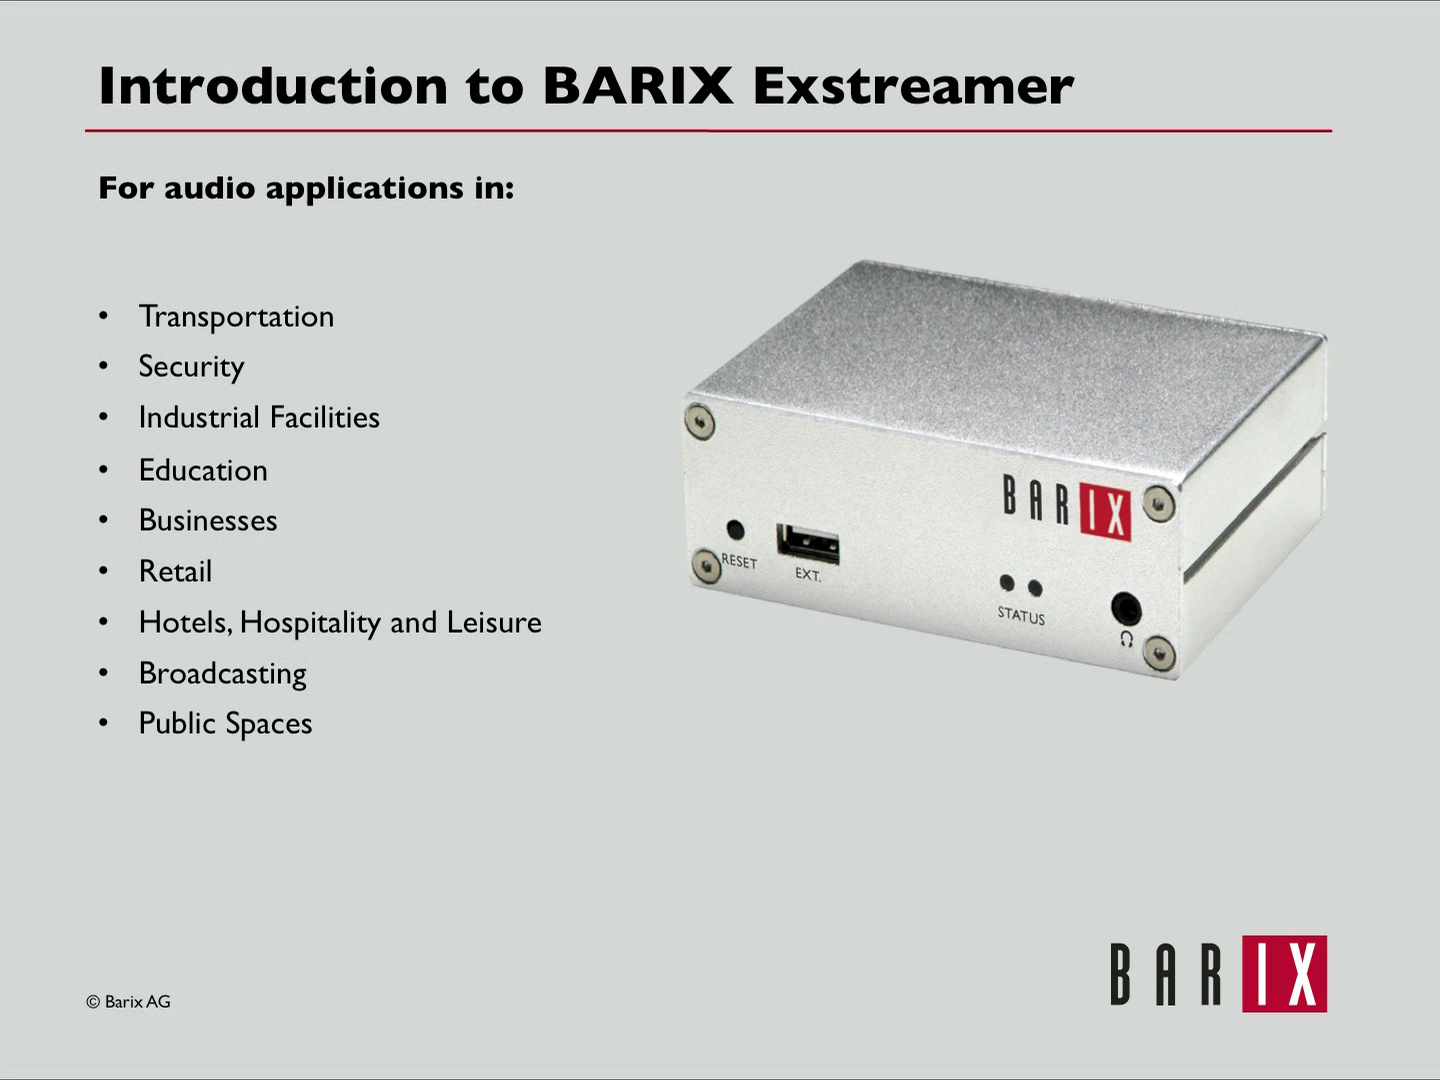 Introduction to BARIX Exstreamer
For audio applications in:
• Transportation
• Security
• Industrial Facilities
• Education
• Businesses
• Retail
• Hotels, Hospitality and Leisure
• Broadcasting
• Public Spaces
BARIX
RESET
EXT.
STATUS
BARIX
© Barix AG